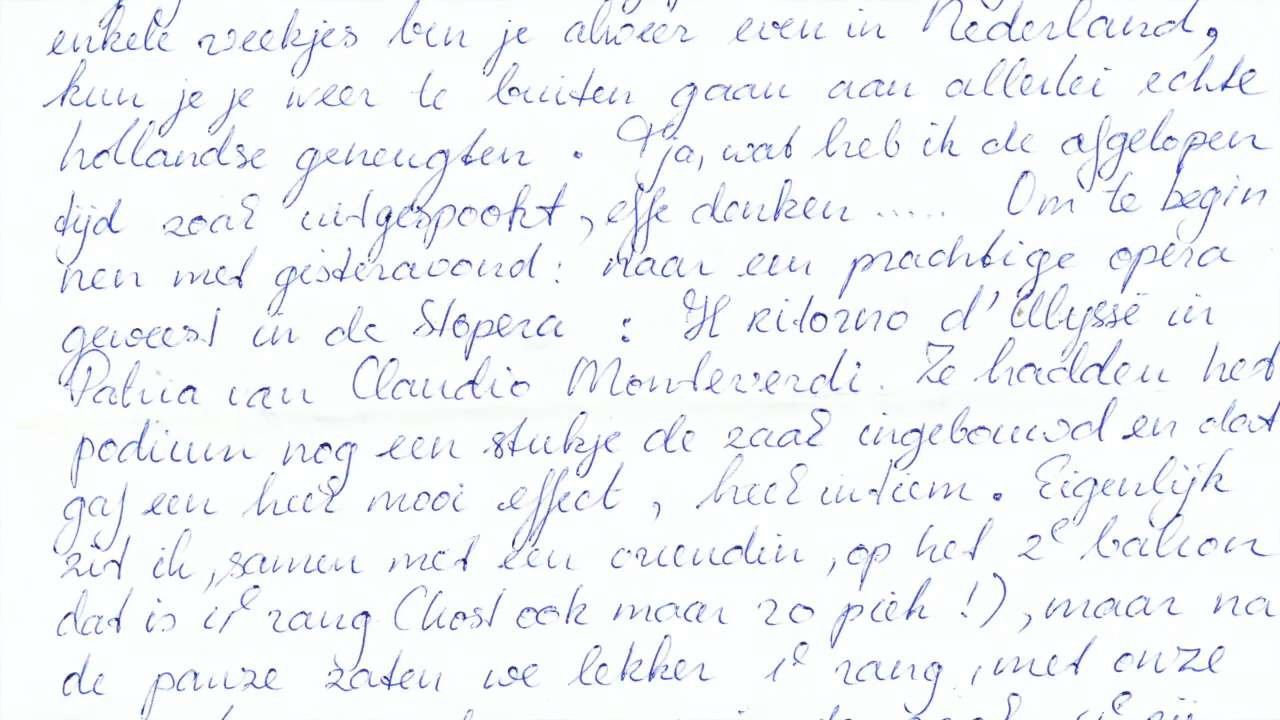 enkele weekjes ben je alweer even in Nederland,
kun je je weer te buiten gaan aan allerlei echte
hollandse geneugten. Tja, wat heb ik de afgelopen
tijd zoal uitgespookt, effe denken ..... Om te begin
nen met gisteravond: naar een prachtige opera
geweest in de Stopera : Il ritorno d'Ulysse in
Patria van Claudio Monteverdi. Ze hadden het
podium nog een stukje de zaal ingebouwd en dat
gaf een heel mooi effect, heel intiem. Eigenlijk
zit ik, samen met een vriendin, op het 2e balkon
dat is 4e rang (kost ook maar 20 piek!), maar na
de pauze zaten we lekker 1e rang, met onze